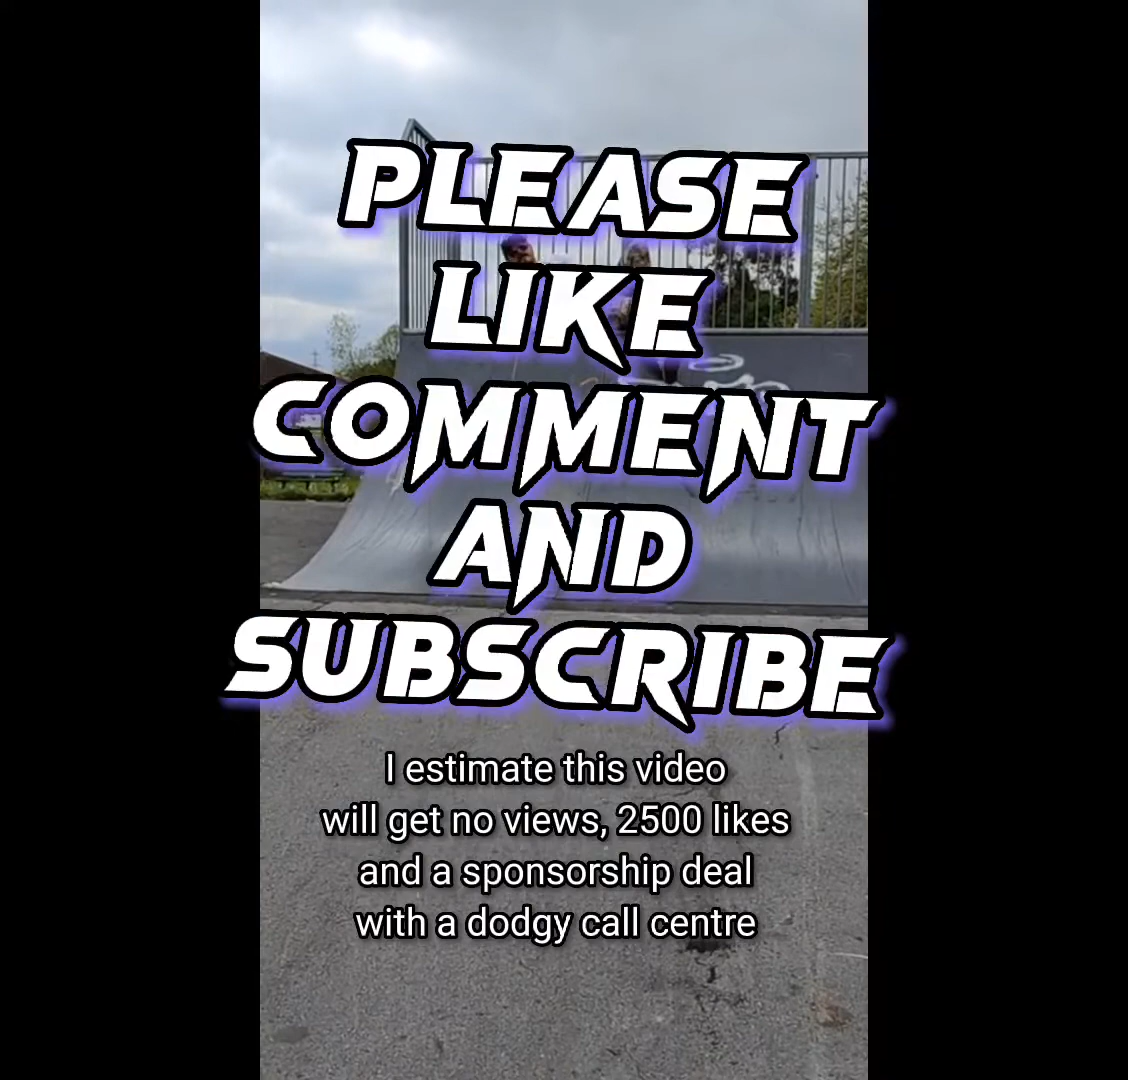 PLEASE
LIKE
COMMENT
AND
SUBSCRIBE
I estimate this video
will get no views, 2500 likes
and a sponsorship deal
with a dodgy call centre